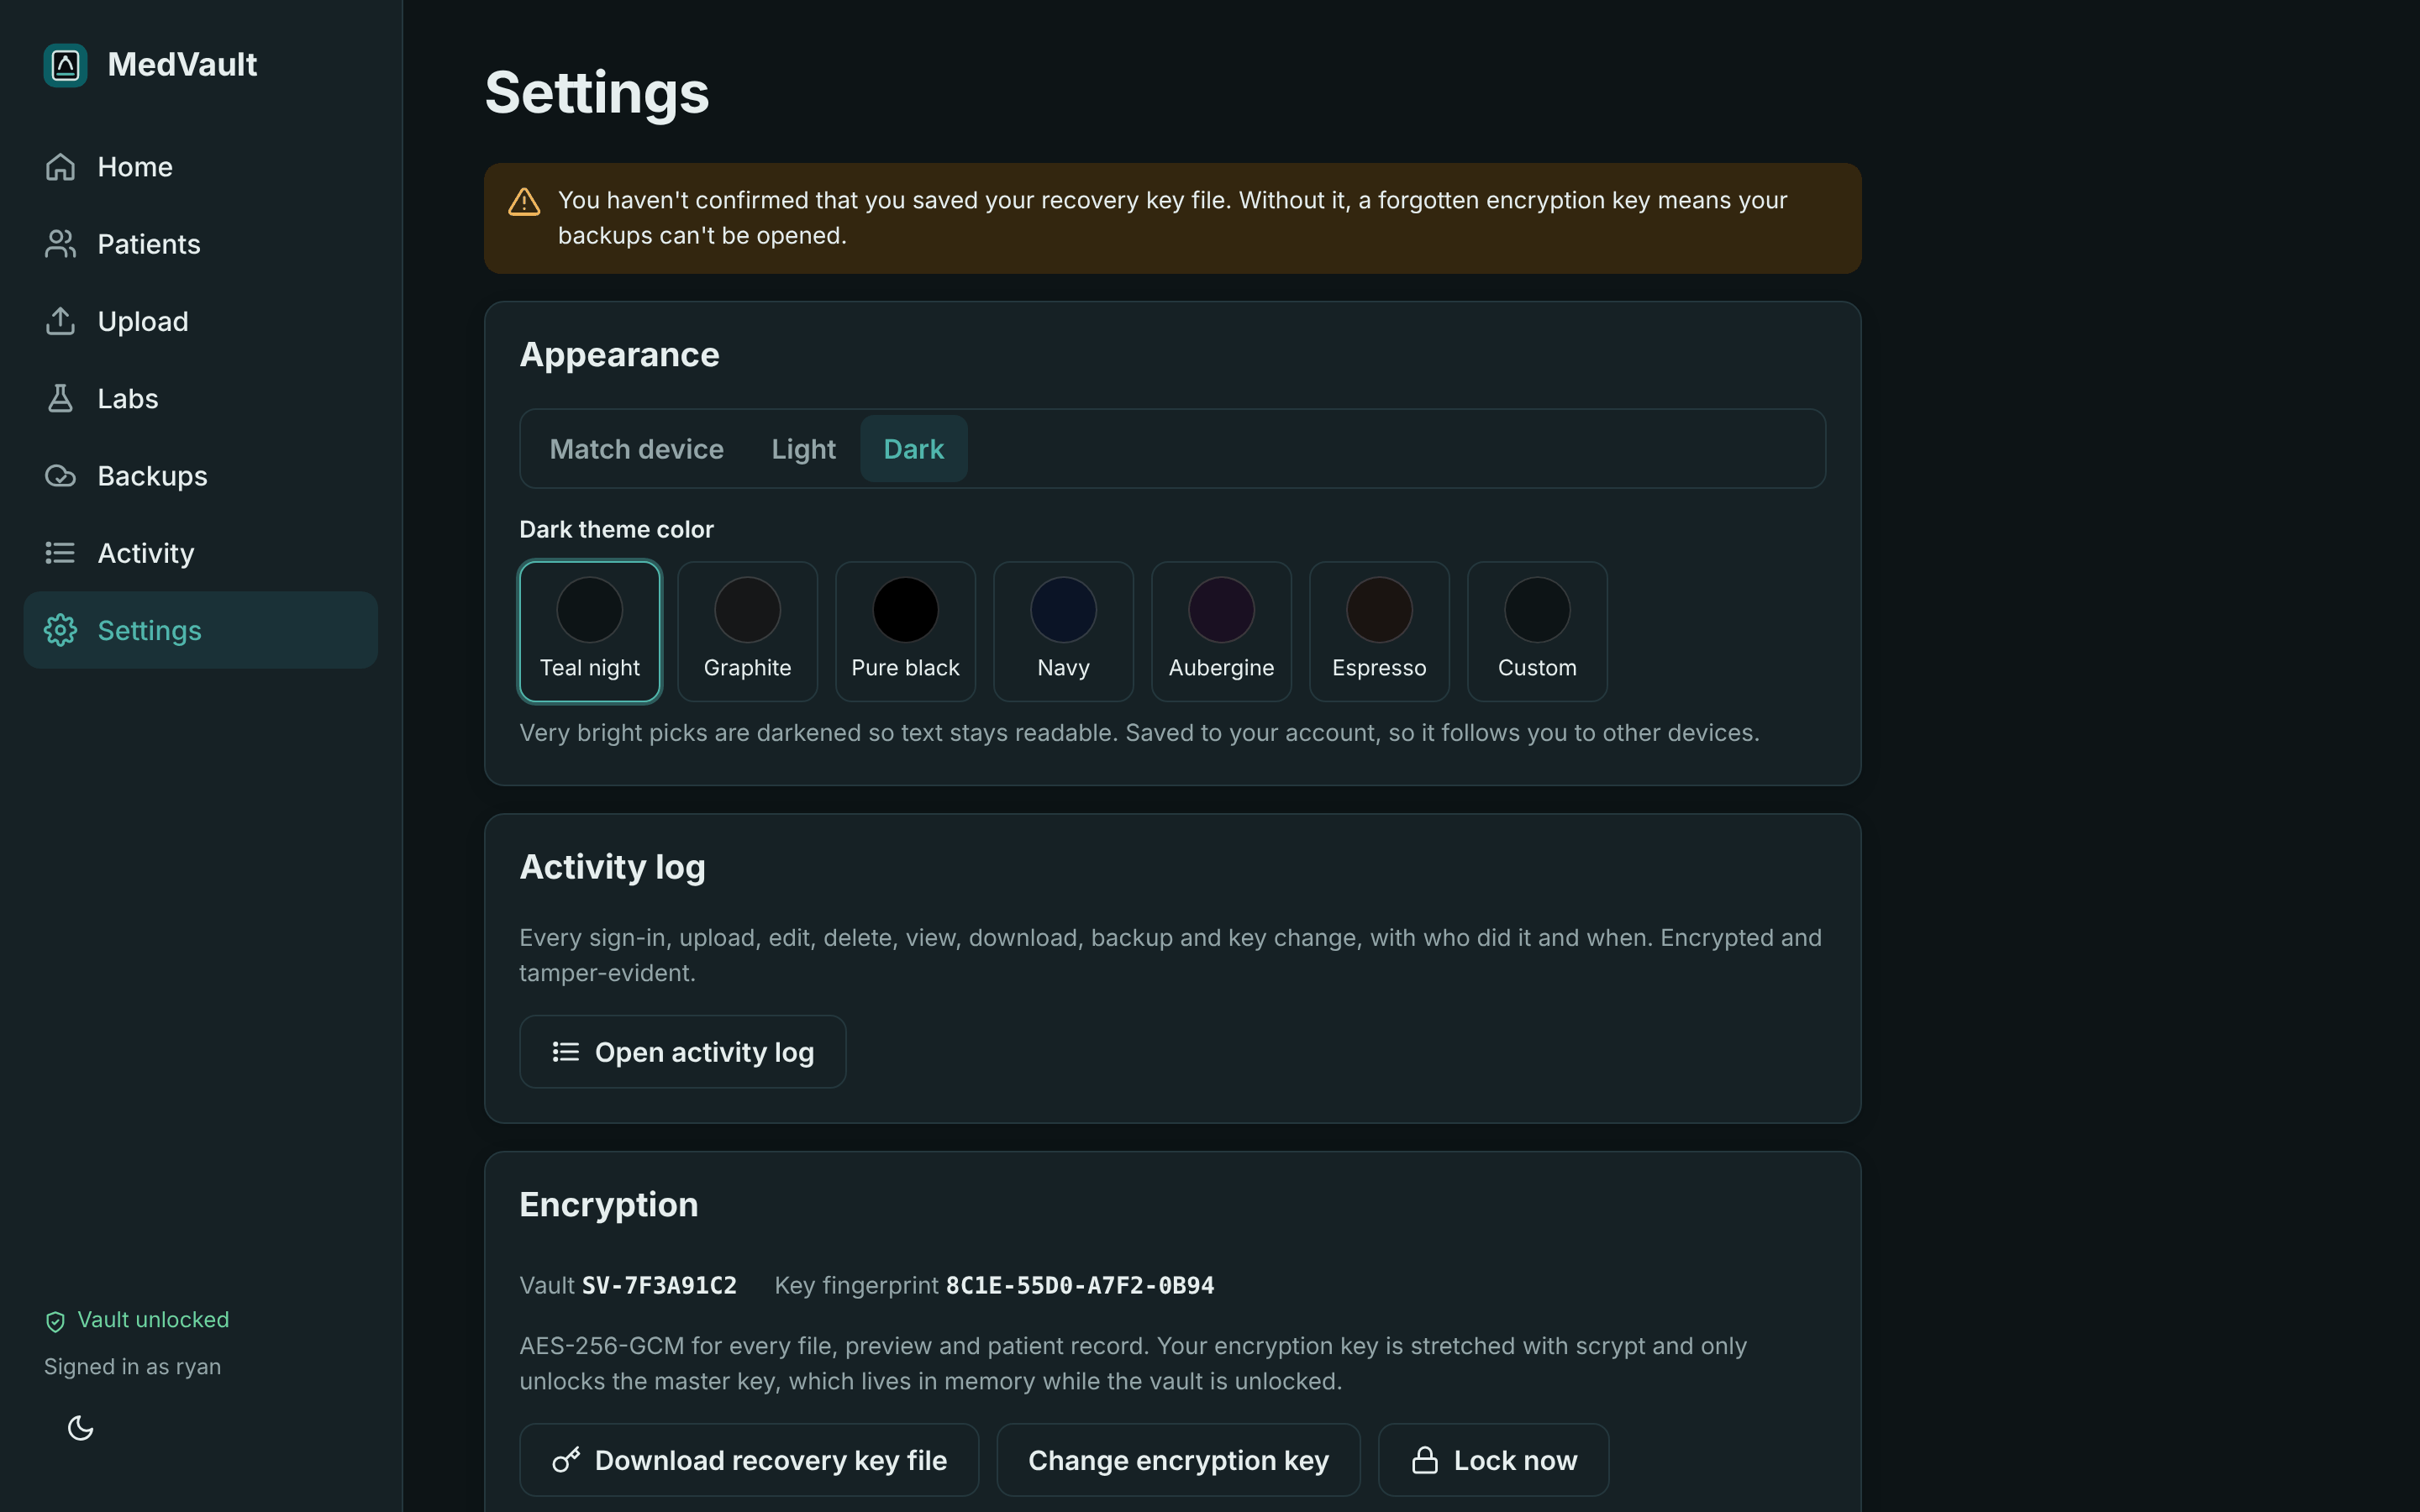 MedVault
Home
Patients
Upload
Labs
Backups
Activity
Settings
Vault unlocked
Signed in as ryan
Settings
You haven't confirmed that you saved your recovery key file. Without it, a forgotten encryption key means your
backups can't be opened.
Appearance
Match device Light Dark
Dark theme color
Teal night Graphite Pure black Navy Aubergine Espresso Custom
Very bright picks are darkened so text stays readable. Saved to your account, so it follows you to other devices.
Activity log
Every sign-in, upload, edit, delete, view, download, backup and key change, with who did it and when. Encrypted and
tamper-evident.
Open activity log
Encryption
Vault SV-7F3A91C2 Key fingerprint 8C1E-55D0-A7F2-0B94
AES-256-GCM for every file, preview and patient record. Your encryption key is stretched with scrypt and only
unlocks the master key, which lives in memory while the vault is unlocked.
Download recovery key file Change encryption key Lock now